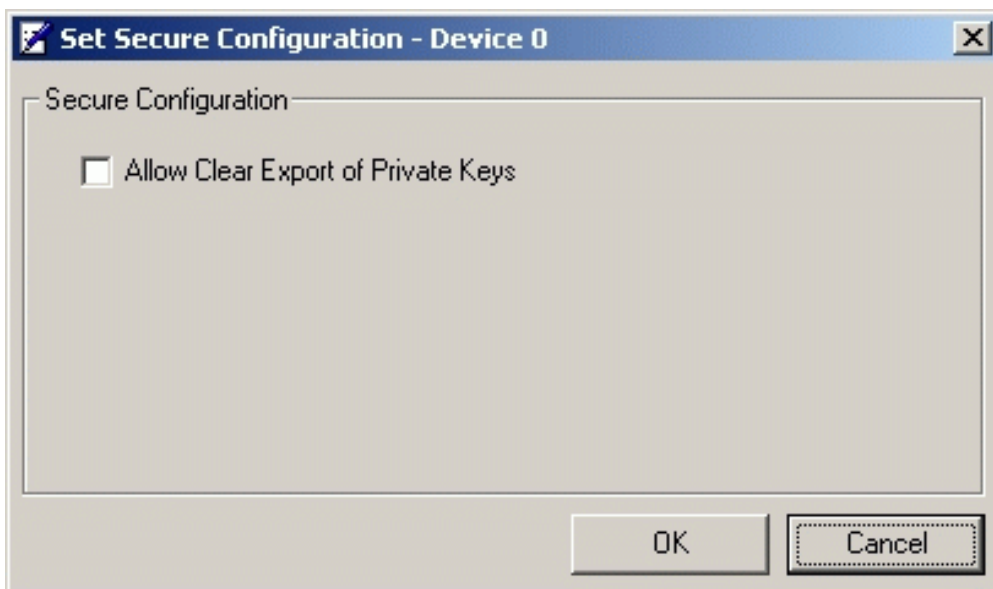 Set Secure Configuration - Device 0
Secure Configuration
Allow Clear Export of Private Keys
OK
Cancel